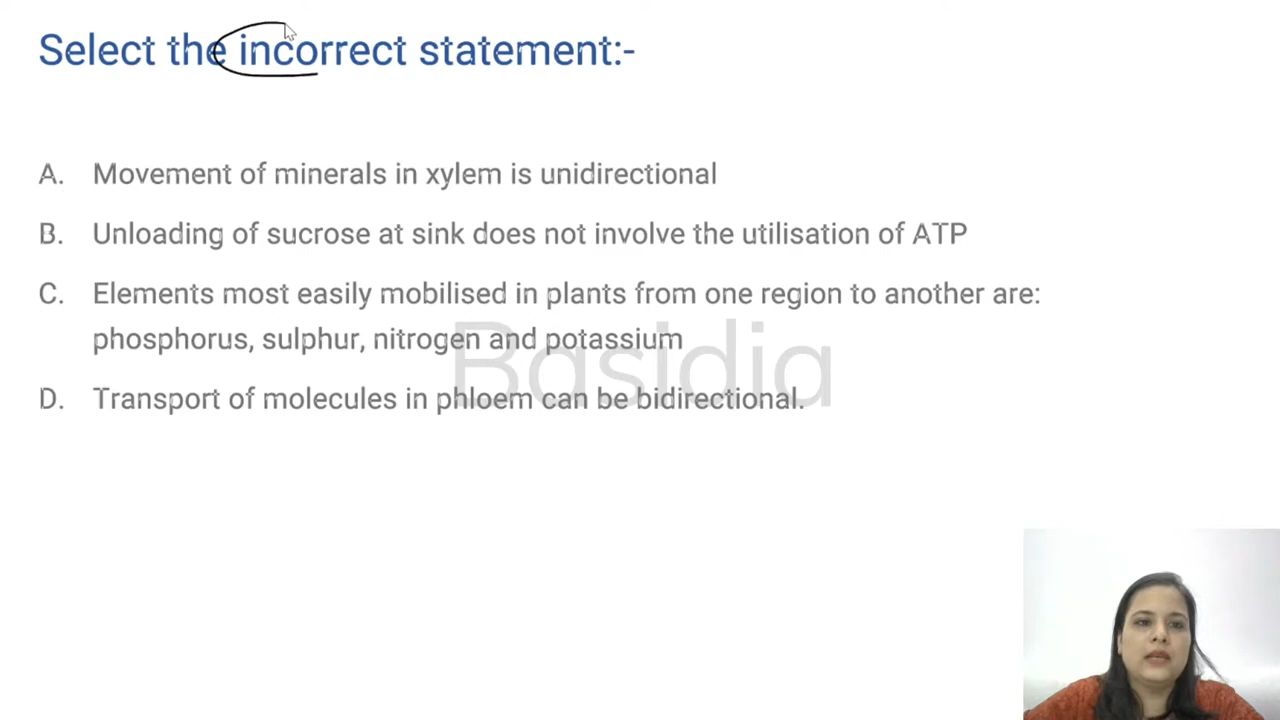 Select the incorrect statement:-
A. Movement of minerals in xylem is unidirectional
B. Unloading of sucrose at sink does not involve the utilisation of ATP
C. Elements most easily mobilised in plants from one region to another are:
phosphorus, sulphur, nitrogen and potassium
Basidia
D. Transport of molecules in phloem can be bidirectional.